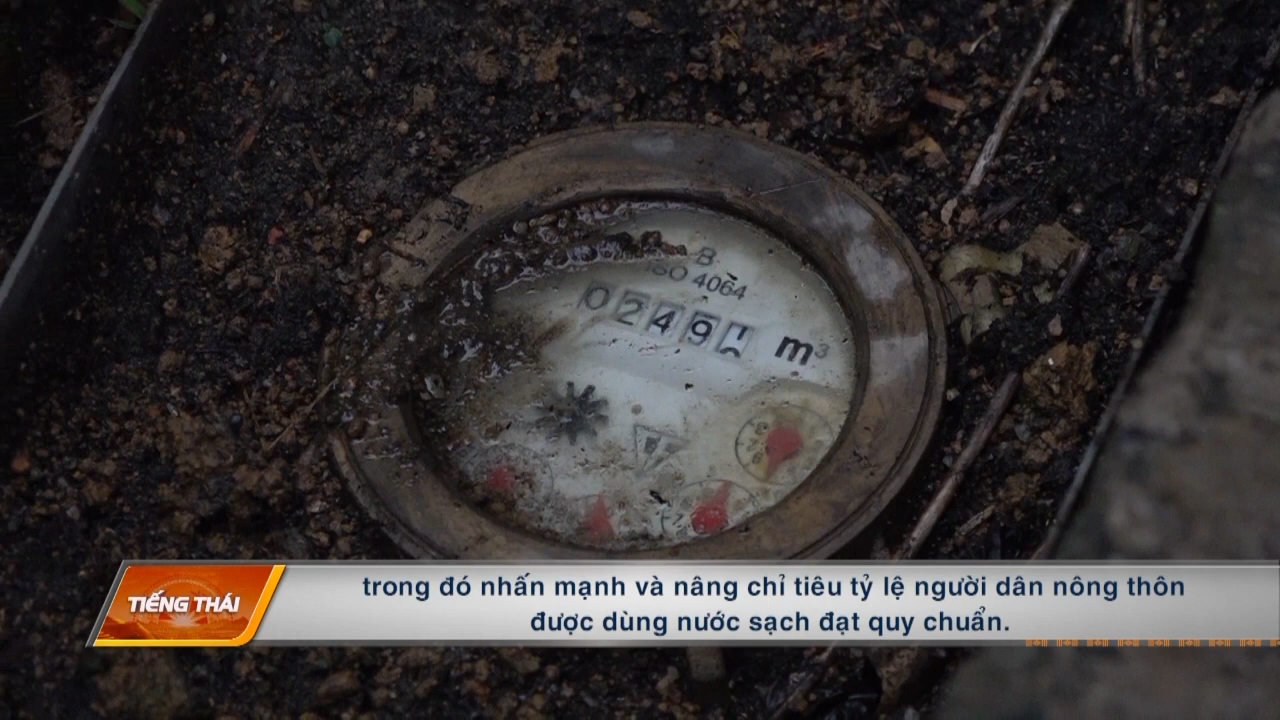 B.
ISO 4064
0249
m³
TIẾNG THÁI
trong đó nhấn mạnh và nâng chỉ tiêu tỷ lệ người dân nông thôn
được dùng nước sạch đạt quy chuẩn.